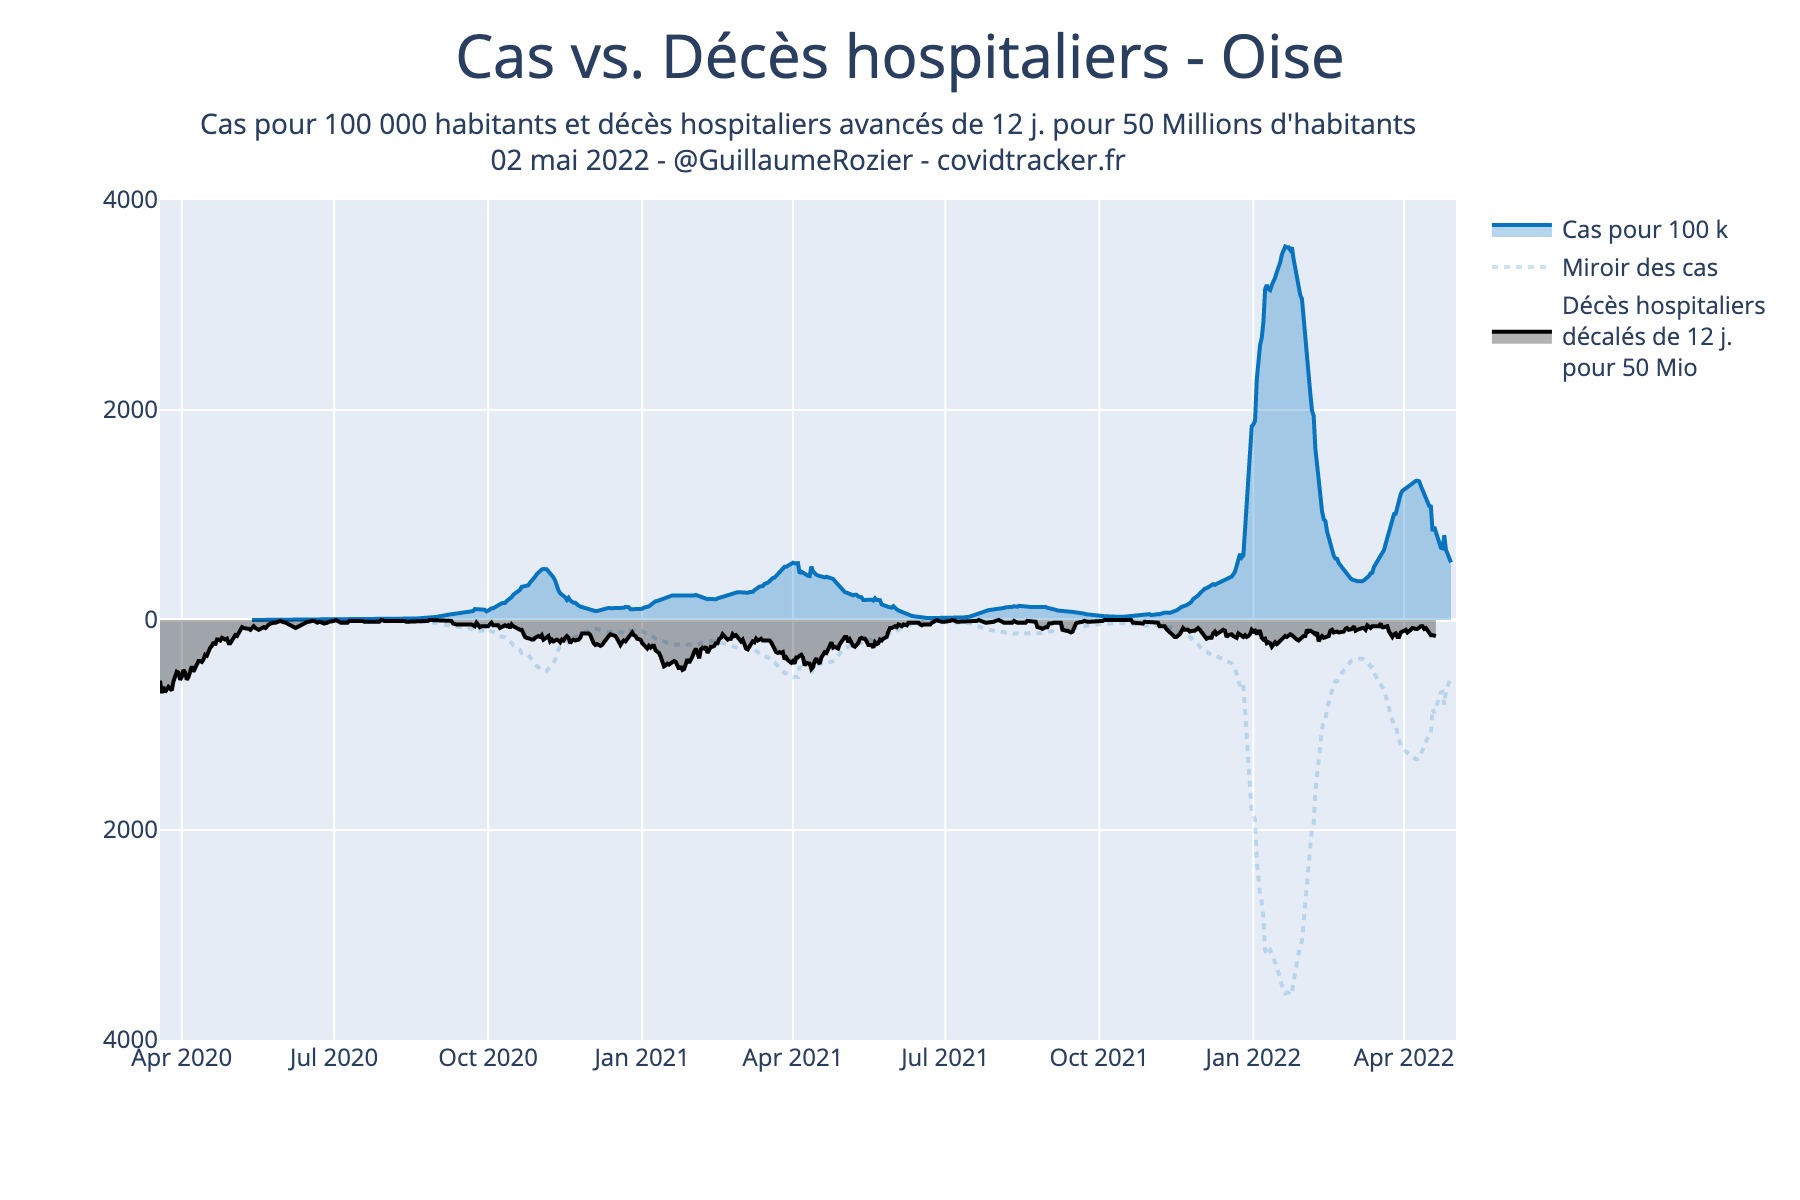 Cas vs. Décès hospitaliers - Oise
Cas pour 100 000 habitants et décès hospitaliers avancés de 12 j. pour 50 Millions d'habitants
02 mai 2022 - @GuillaumeRozier - covidtracker.fr
4000
2000
0
2000
4000
Apr 2020
Jul 2020
Oct 2020
Jan 2021
Apr 2021
Jul 2021
Oct 2021
Jan 2022
Apr 2022
Cas pour 100 k
Miroir des cas
Décès hospitaliers
décalés de 12 j.
pour 50 Mio